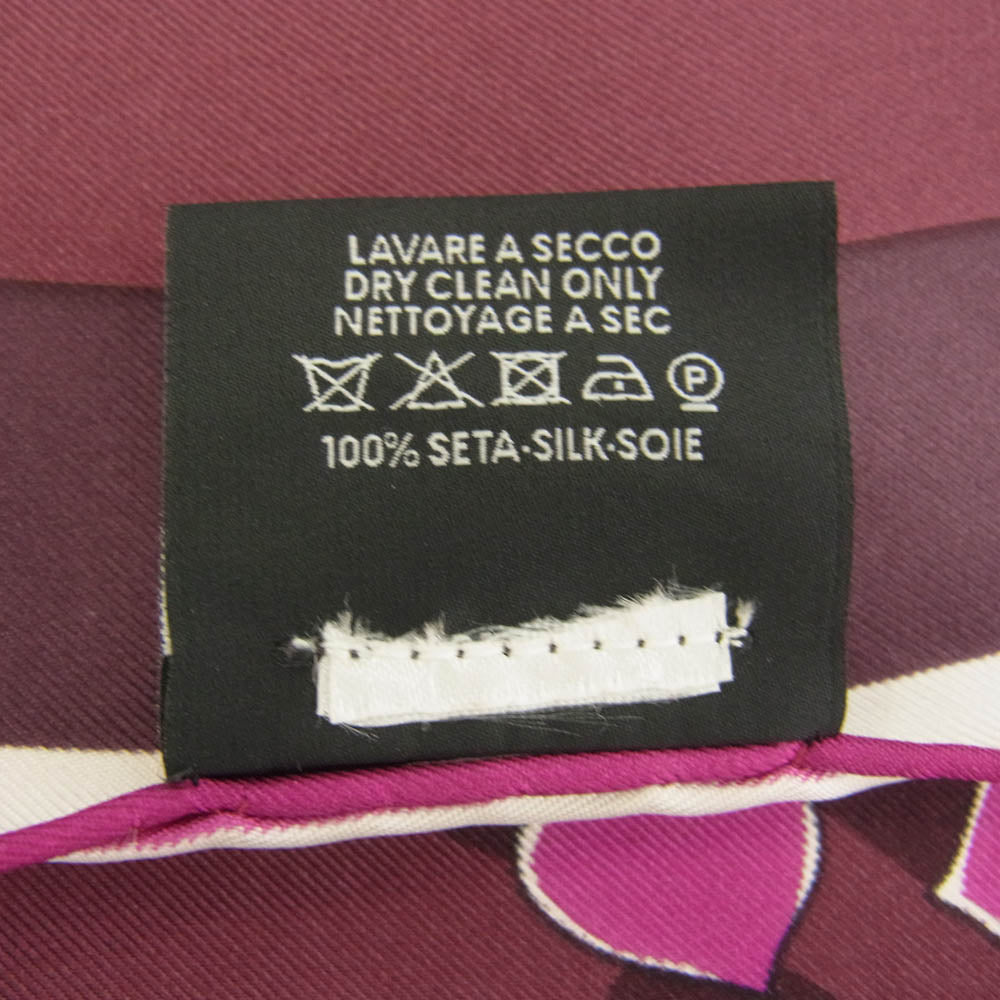 LAVARE A SECCO
DRY CLEAN ONLY
NETTOYAGE A SEC
P
100% SETA·SILK·SOIE